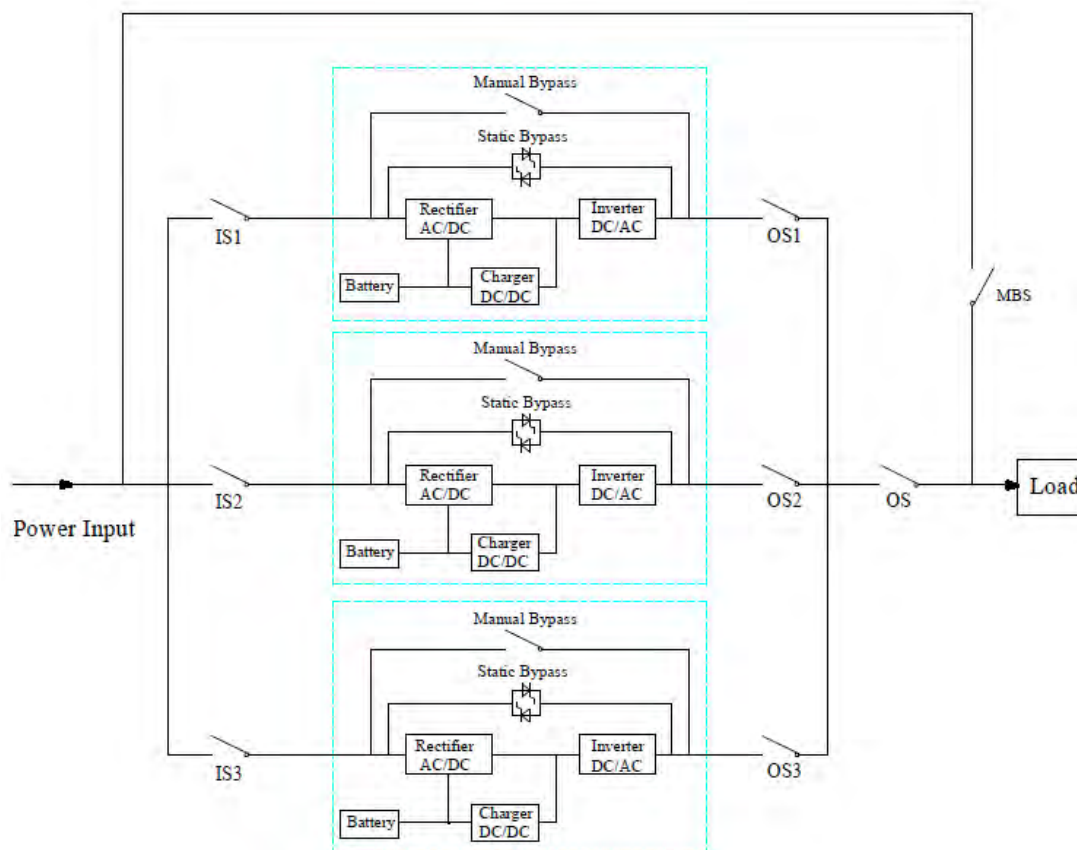 Manual Bypass
Static Bypass
Rectifier
AC/DC
Inverter
DC/AC
IS1
OS1
Battery
Charger
DC/DC
MBS
Manual Bypass
Static Bypass
Rectifier
AC/DC
Inverter
DC/AC
IS2
OS2
OS
Load
Power Input
Battery
Charger
DC/DC
Manual Bypass
Static Bypass
Rectifier
AC/DC
Inverter
DC/AC
IS3
OS3
Battery
Charger
DC/DC